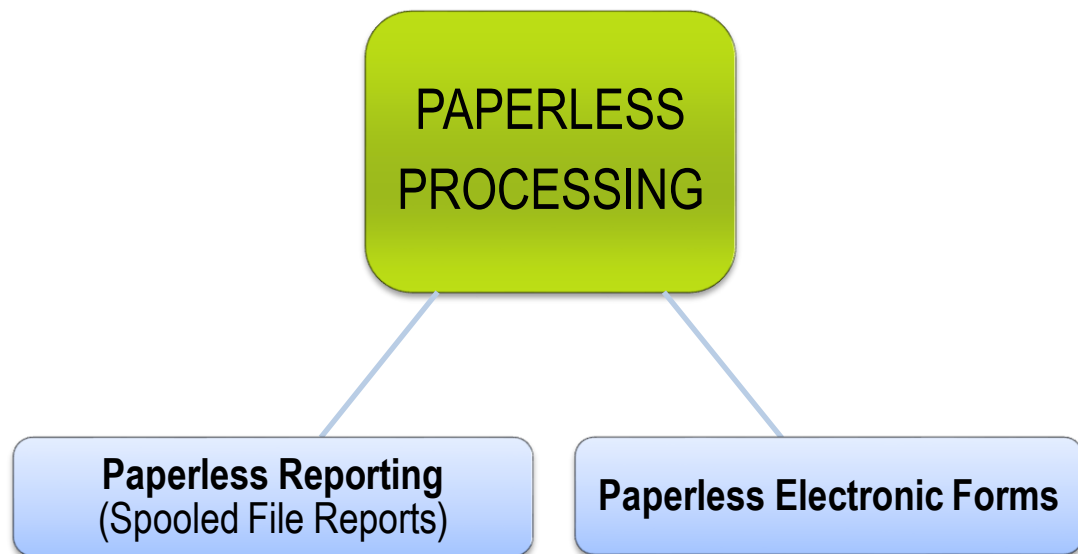 PAPERLESS
PROCESSING
Paperless Reporting
(Spooled File Reports)
Paperless Electronic Forms